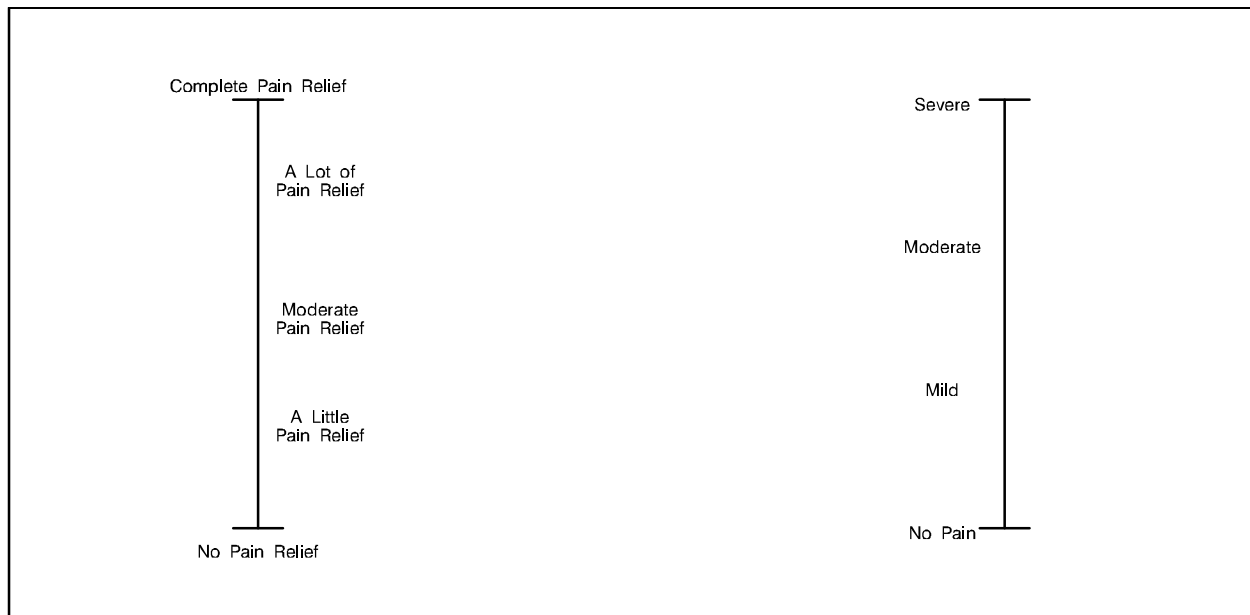 Complete Pain Relief
A Lot of
Pain Relief
Moderate
Pain Relief
A Little
Pain Relief
No Pain Relief
Severe
Moderate
Mild
No Pain